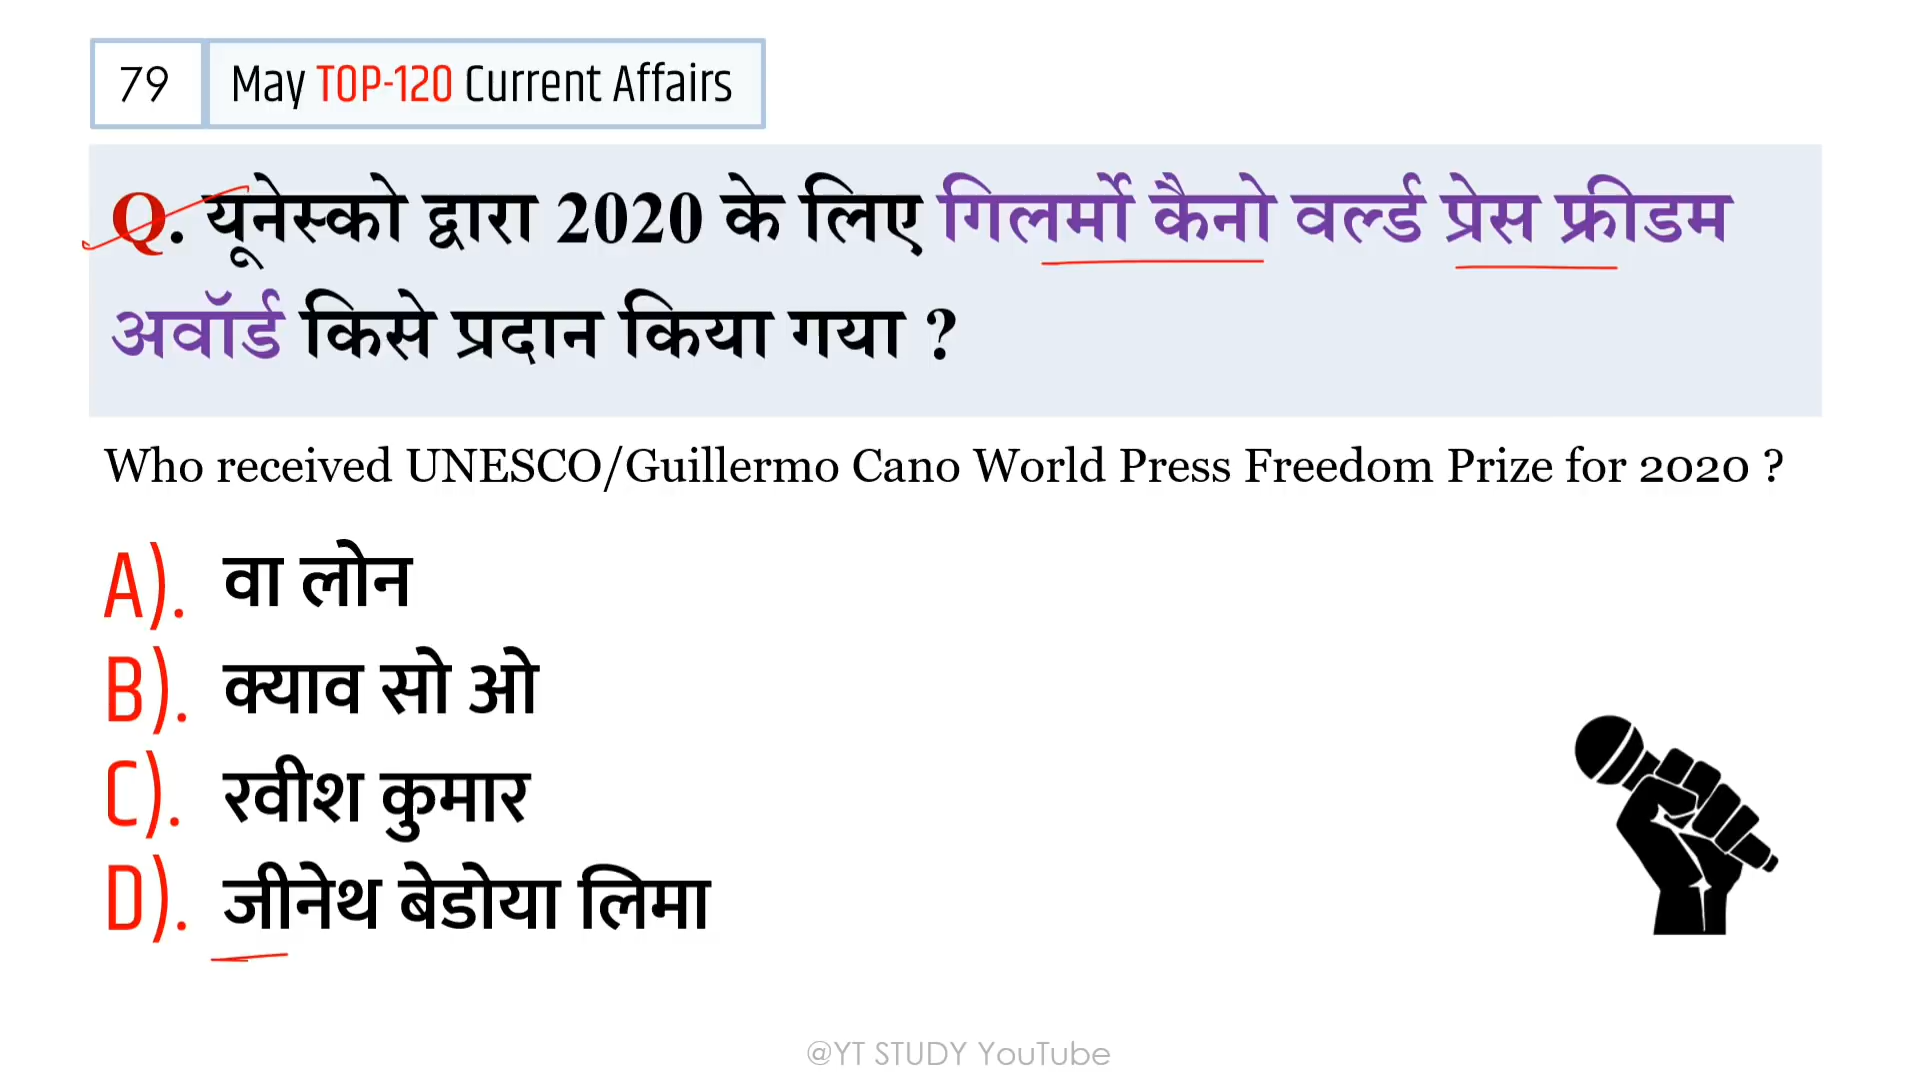 79 May TOP-120 Current Affairs
Q. यूनेस्को द्वारा 2020 के लिए गिलर्मो कैनो वर्ल्ड प्रेस फ्रीडम
अवॉर्ड किसे प्रदान किया गया ?
Who received UNESCO/Guillermo Cano World Press Freedom Prize for 2020 ?
A). वा लोन
B). क्याव सो ओ
C). रवीश कुमार
D). जीनेथ बेडोया लिमा
@YT STUDY YouTube